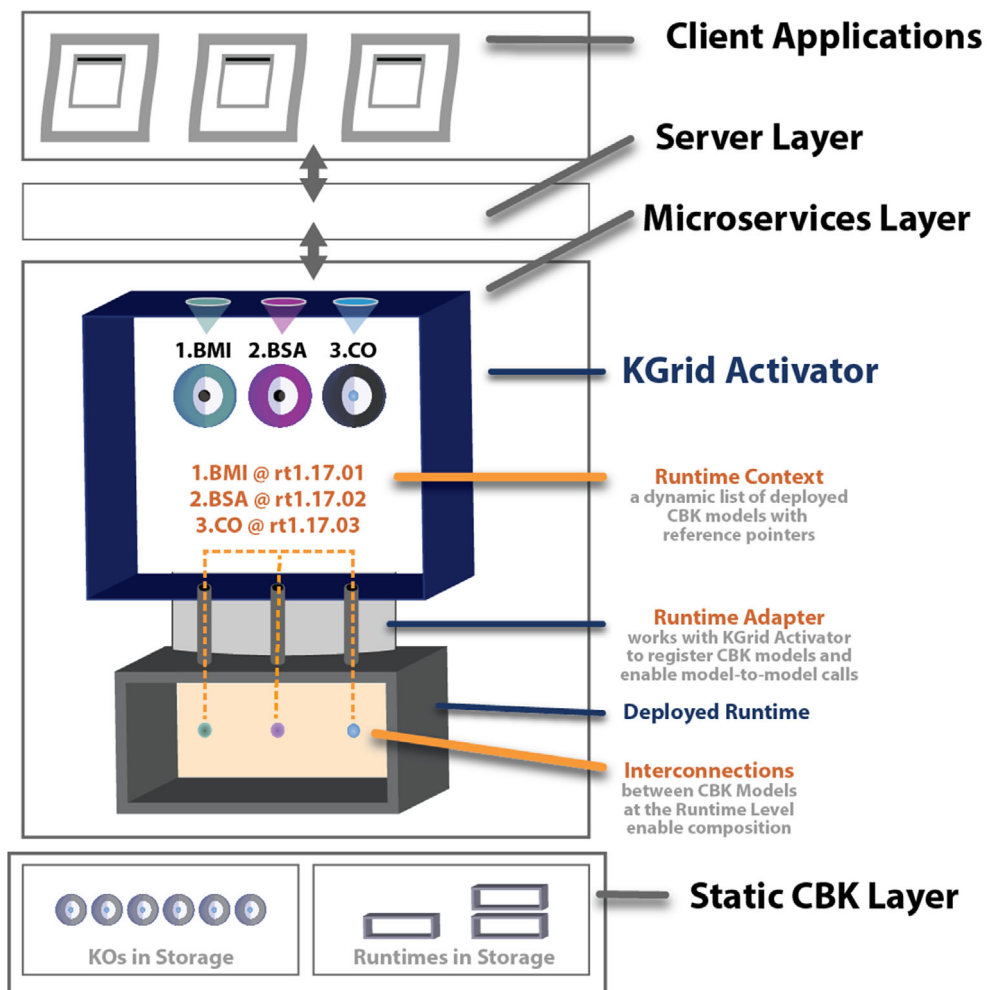 Client Applications
Server Layer
Microservices Layer
1.BMI 2.BSA 3.CO
KGrid Activator
1.BMI @ rt1.17.01
2.BSA @ rt1.17.02
3.CO @ rt1.17.03
Runtime Context
a dynamic list of deployed
CBK models with
reference pointers
Runtime Adapter
works with KGrid Activator
to register CBK models and
enable model-to-model calls
Deployed Runtime
Interconnections
between CBK Models
at the Runtime Level
enable composition
Static CBK Layer
KOs in Storage
Runtimes in Storage